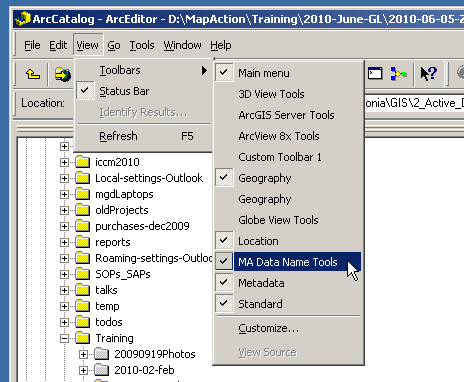 ArcCatalog - ArcEditor - D:\MapAction\Training\2010-June-GL\2010-06-05-2
File Edit View Go Tools Window Help
Toolbars
Status Bar
Identify Results...
Refresh F5
Main menu
3D View Tools
ArcGIS Server Tools
ArcView 8x Tools
Custom Toolbar 1
Geography
Geography
Globe View Tools
Location
MA Data Name Tools
Metadata
Standard
Customize...
View Source
Location:
onia\GIS\2_Active_D
iccm2010
Local-settings-Outlook
mgdLaptops
oldProjects
purchases-dec2009
reports
Roaming-settings-Outloo
SOPs_SAPs
talks
temp
todos
Training
20090919Photos
2010-02-feb